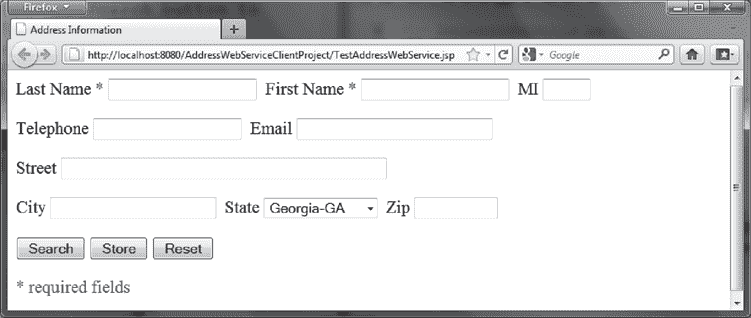 Firefox
Address Information
http://localhost:8080/AddressWebServiceClientProject/TestAddressWebService.jsp
Google
Last Name * First Name * MI
Telephone Email
Street
City State Georgia-GA Zip
Search Store Reset
* required fields